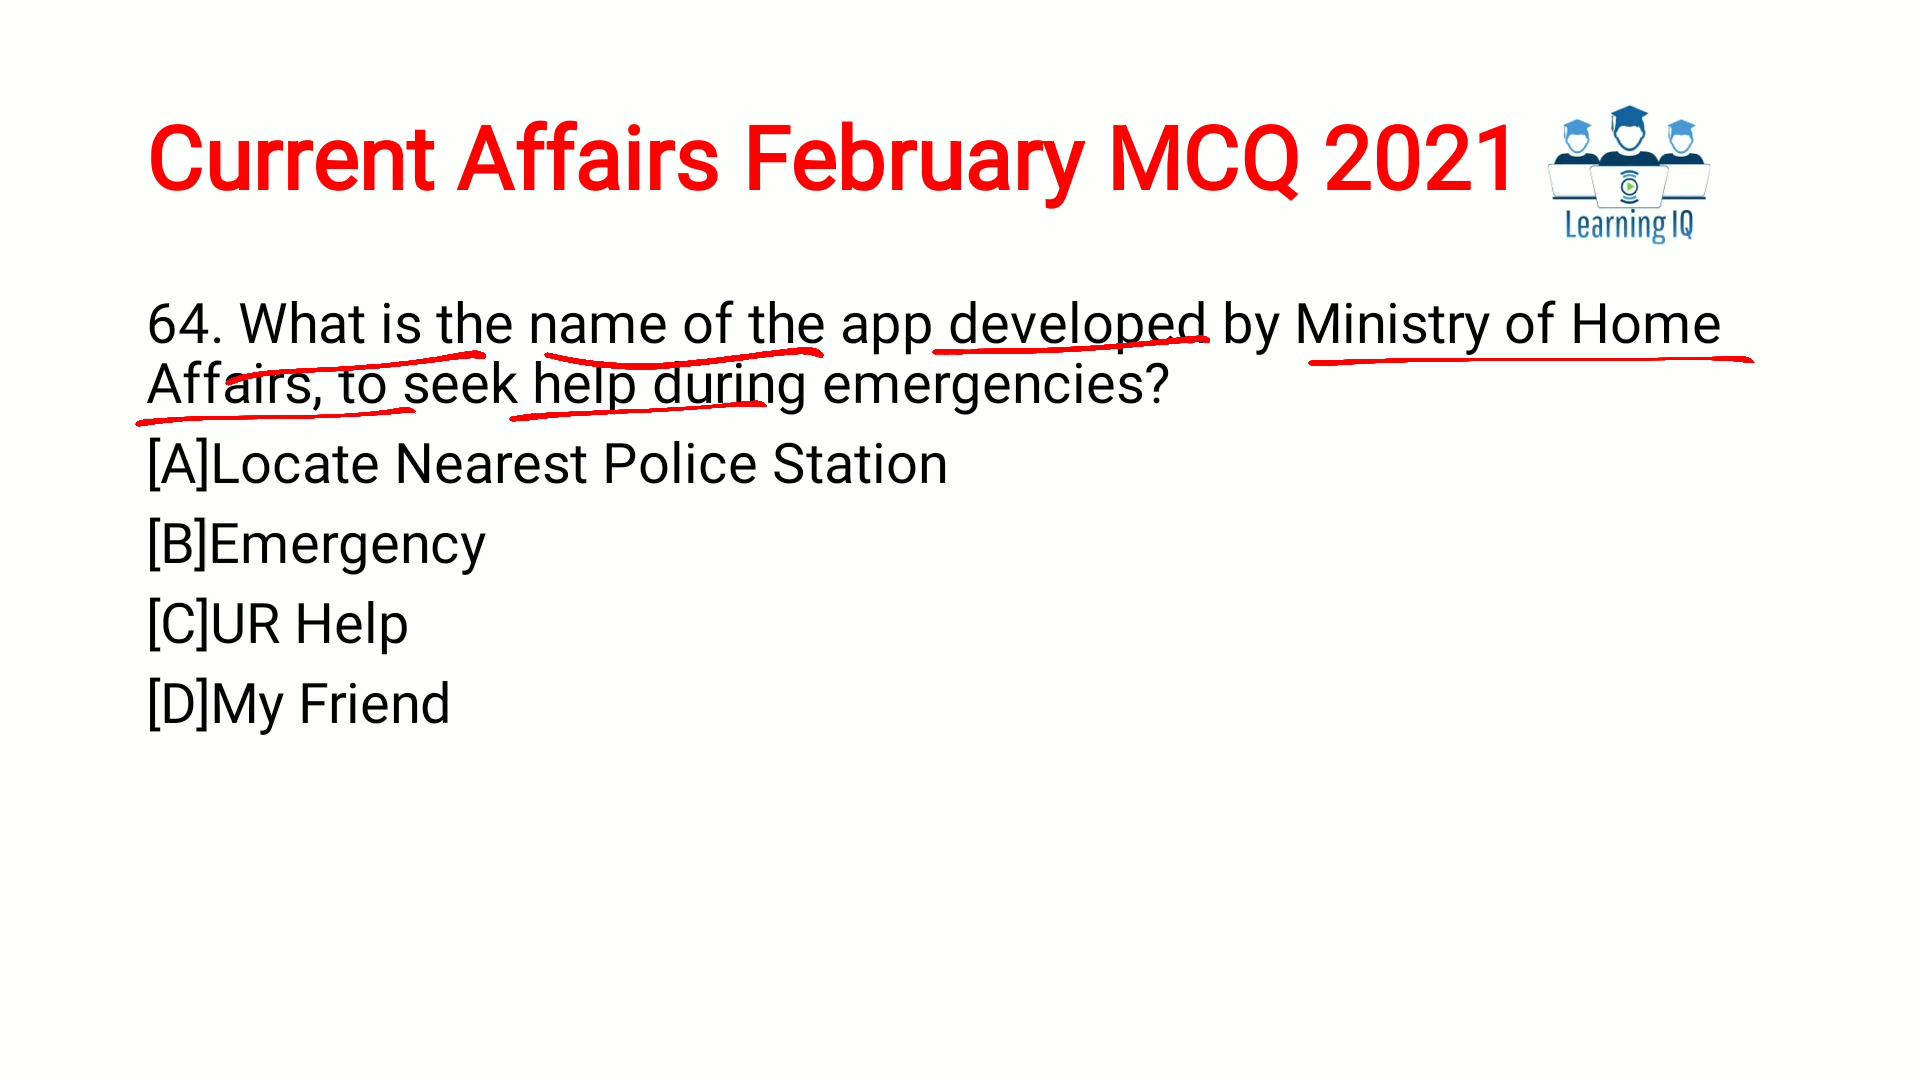 Current Affairs February MCQ 2021
Learning IQ
64. What is the name of the app developed by Ministry of Home
Affairs, to seek help during emergencies?
[A]Locate Nearest Police Station
[B]Emergency
[C]UR Help
[D]My Friend